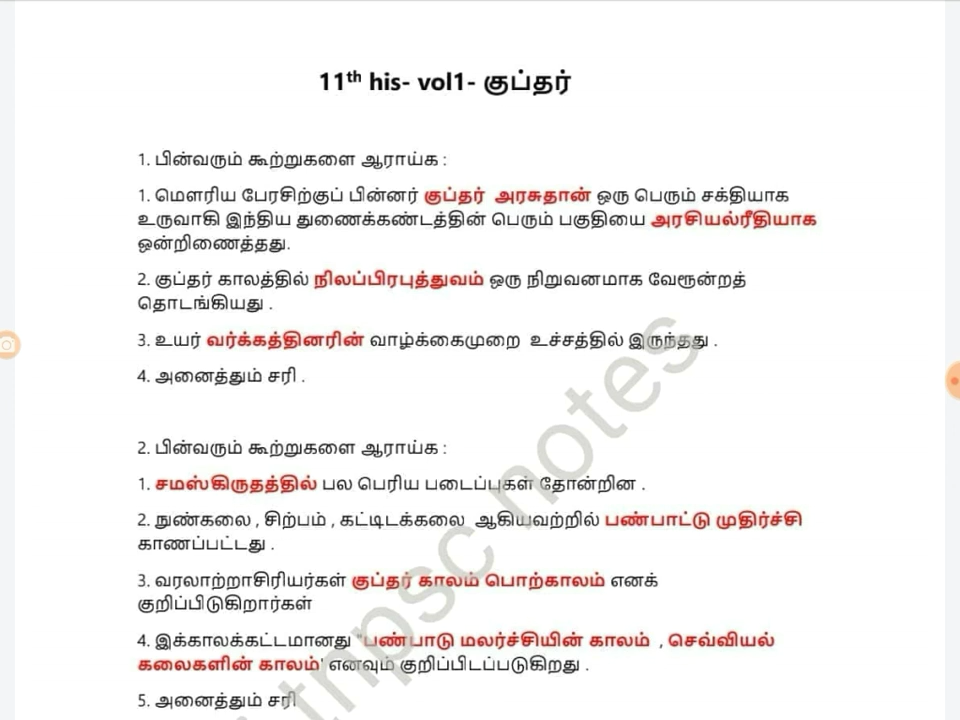 11th his- vol1- குப்தர்
1. பின்வரும் கூற்றுகளை ஆராய்க :
1. மௌரிய பேரசிற்குப் பின்னர் குப்தர் அரசுதான் ஒரு பெரும் சக்தியாக
உருவாகி இந்திய துணைக்கண்டத்தின் பெரும் பகுதியை அரசியல்ரீதியாக
ஒன்றிணைத்தது.
2. குப்தர் காலத்தில் நிலப்பிரபுத்துவம் ஒரு நிறுவனமாக வேரூன்றத்
தொடங்கியது .
3. உயர் வர்க்கத்தினரின் வாழ்க்கைமுறை உச்சத்தில் இருந்தது .
4. அனைத்தும் சரி .
2. பின்வரும் கூற்றுகளை ஆராய்க :
1. சமஸ்கிருதத்தில் பல பெரிய படைப்புகள் தோன்றின .
2. நுண்கலை , சிற்பம் , கட்டிடக்கலை ஆகியவற்றில் பண்பாட்டு முதிர்ச்சி
காணப்பட்டது .
3. வரலாற்றாசிரியர்கள் குப்தர் காலம் பொற்காலம் எனக்
குறிப்பிடுகிறார்கள்
4. இக்காலக்கட்டமானது "பண்பாடு மலர்ச்சியின் காலம் , செவ்வியல்
கலைகளின் காலம்' எனவும் குறிப்பிடப்படுகிறது .
5. அனைத்தும் சரி
tnpsc notes